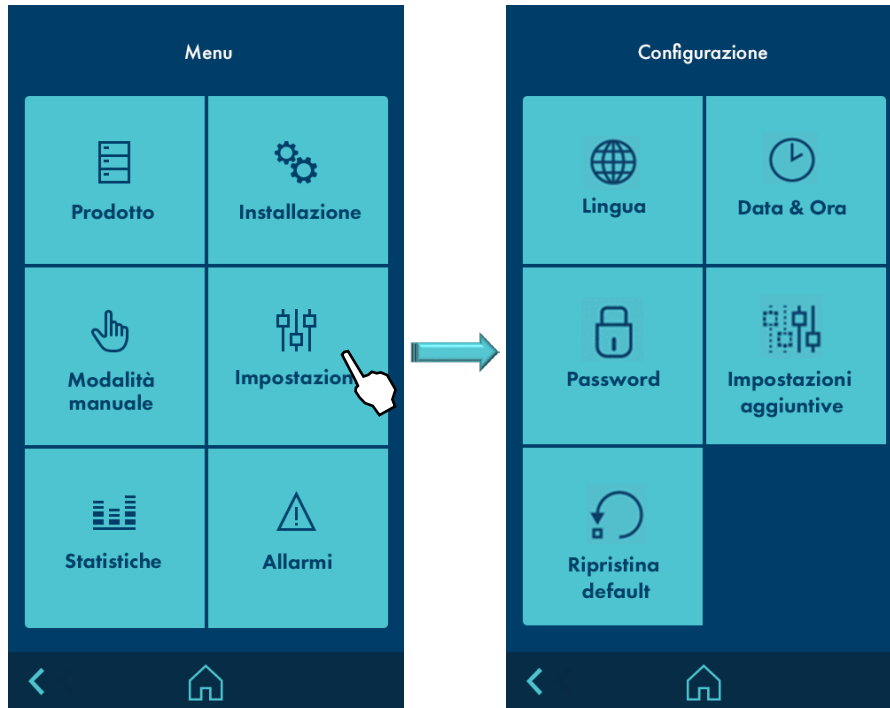 Menu
Prodotto
Installazione
Modalità
manuale
Impostazion
Statistiche
Allarmi
Configurazione
Lingua
Data & Ora
Password
Impostazioni
aggiuntive
Ripristina
default